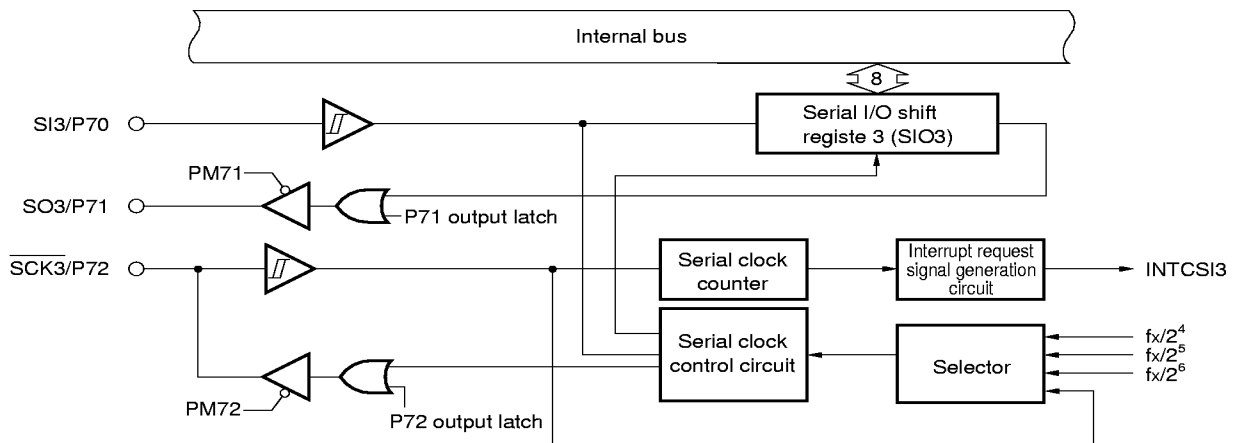 Internal bus
8
SI3/P70
Serial I/O shift
registe 3 (SIO3)
PM71
SO3/P71
P71 output latch
SCK3/P72
Serial clock
counter
Interrupt request
signal generation
circuit
INTCSI3
Serial clock
control circuit
Selector
fx/2⁴
fx/2⁵
fx/2⁶
PM72
P72 output latch